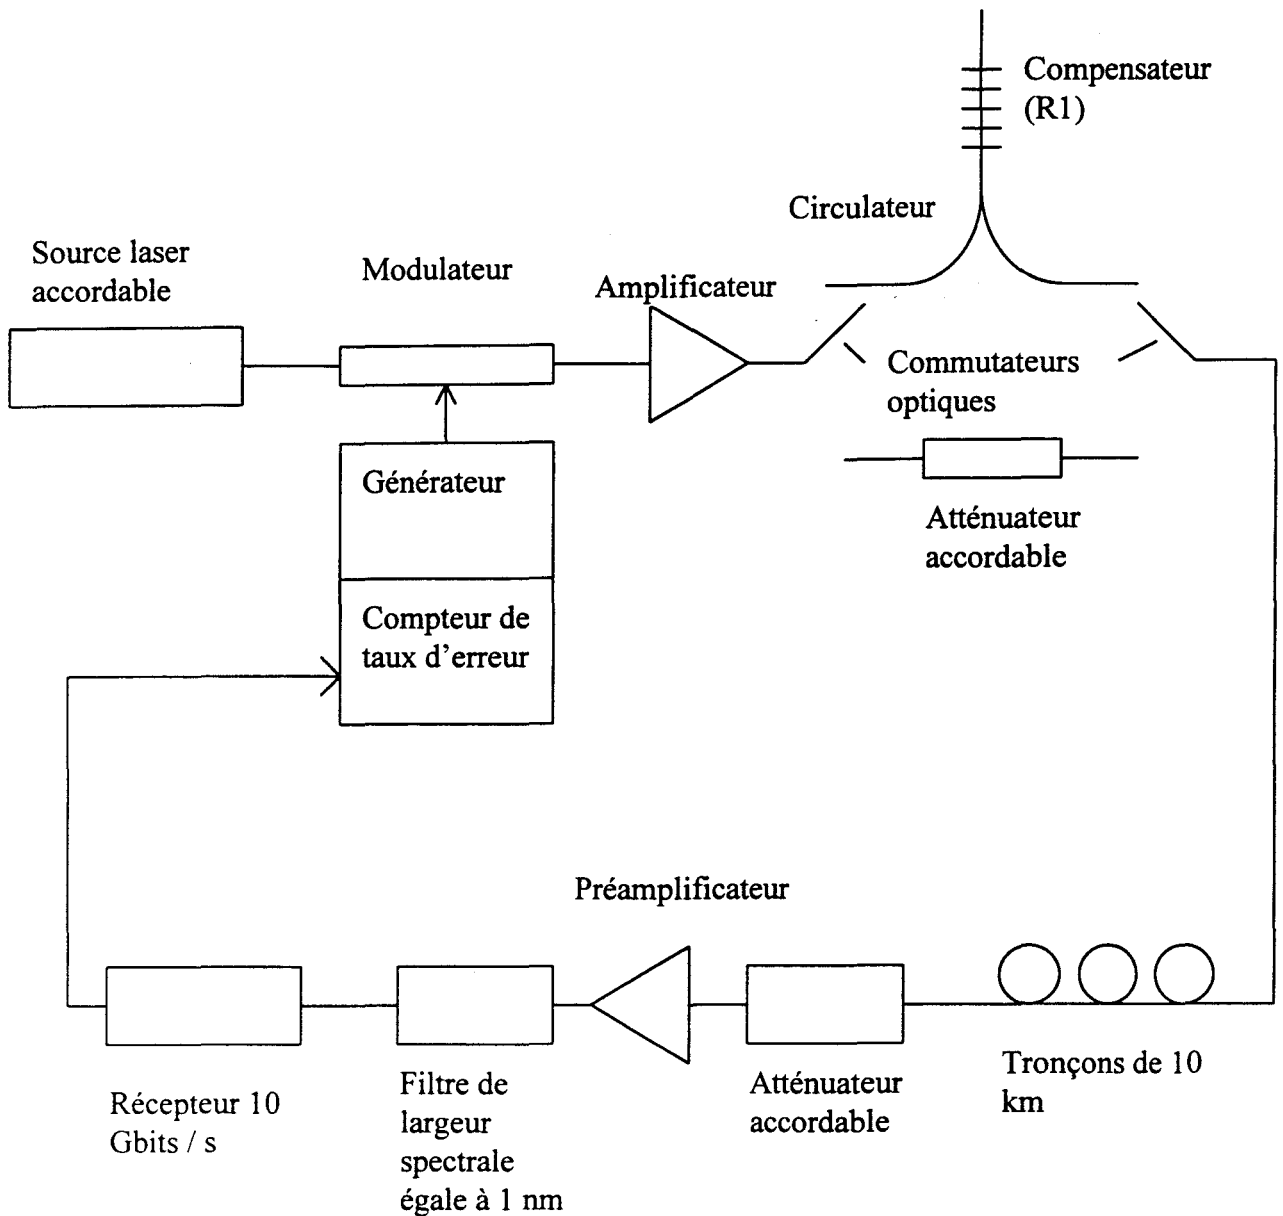 Compensateur
(R1)
Circulateur
Source laser
accordable
Modulateur
Amplificateur
Commutateurs
optiques
Générateur
Atténuateur
accordable
Compteur de
taux d'erreur
Préamplificateur
Récepteur 10
Gbits / s
Filtre de
largeur
spectrale
égale à 1 nm
Atténuateur
accordable
Tronçons de 10
km